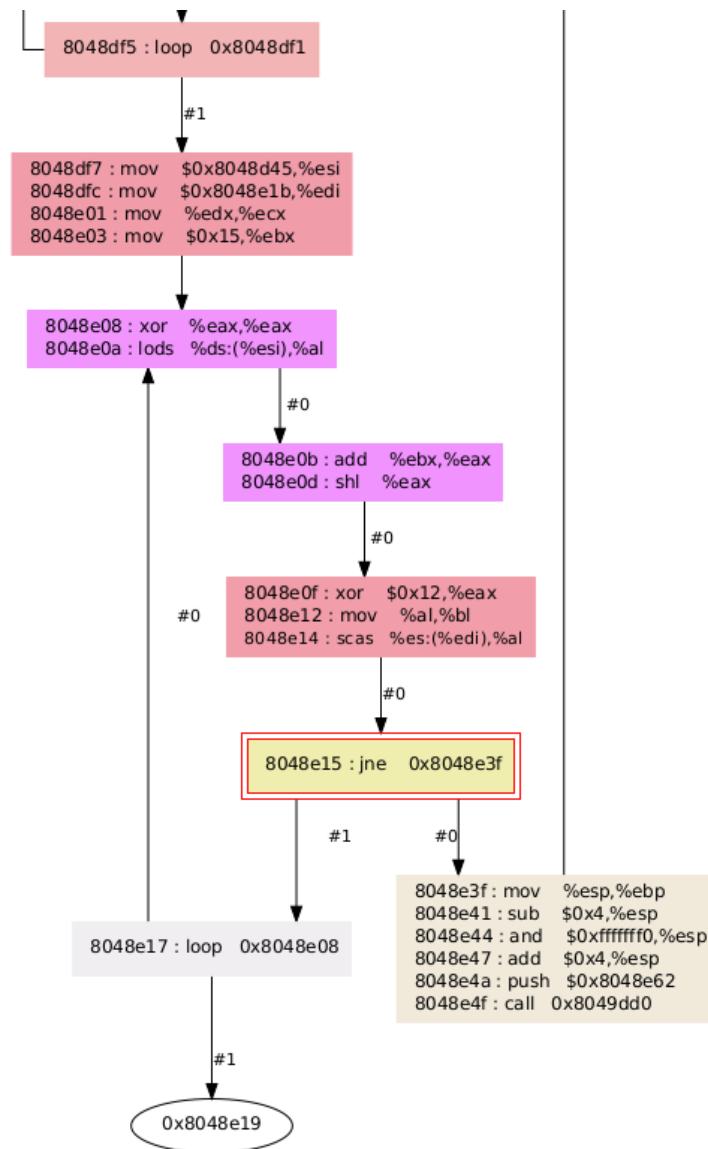 8048df5 : loop 0x8048df1
#1
8048df7 : mov $0x8048d45,%esi
8048dfc : mov $0x8048e1b,%edi
8048e01 : mov %edx,%ecx
8048e03 : mov $0x15,%ebx
8048e08 : xor %eax,%eax
8048e0a : lods %ds:(%esi),%al
#0
8048e0b : add %ebx,%eax
8048e0d : shl %eax
#0
8048e0f : xor $0x12,%eax
8048e12 : mov %al,%bl
8048e14 : scas %es:(%edi),%al
#0
#0
8048e15 : jne 0x8048e3f
#1
#0
8048e3f : mov %esp,%ebp
8048e41 : sub $0x4,%esp
8048e44 : and $0xfffffff0,%esp
8048e47 : add $0x4,%esp
8048e4a : push $0x8048e62
8048e4f : call 0x8049dd0
8048e17 : loop 0x8048e08
#1
0x8048e19